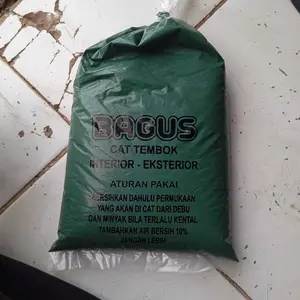 BAGUS
CAT TEMBOK
INTERIOR - EKSTERIOR
ATURAN PAKAI
BERSIHKAN DAHULU PERMUKAAN
YANG AKAN DI CAT DARI DEBU
DAN MINYAK BILA TERLALU KENTAL
TAMBAHKAN AIR BERSIH 10%
JANGAN LEBIH